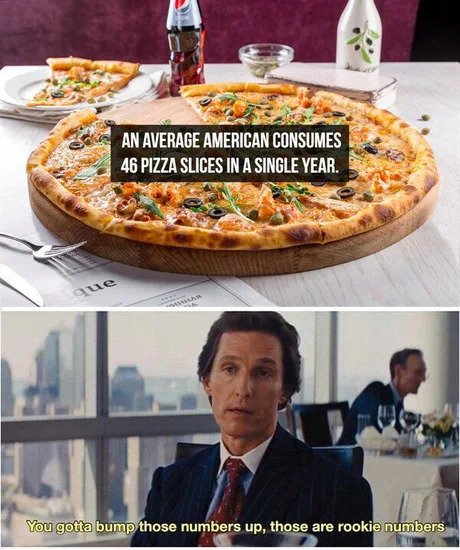 AN AVERAGE AMERICAN CONSUMES
46 PIZZA SLICES IN A SINGLE YEAR.
que
You gotta bump those numbers up, those are rookie numbers